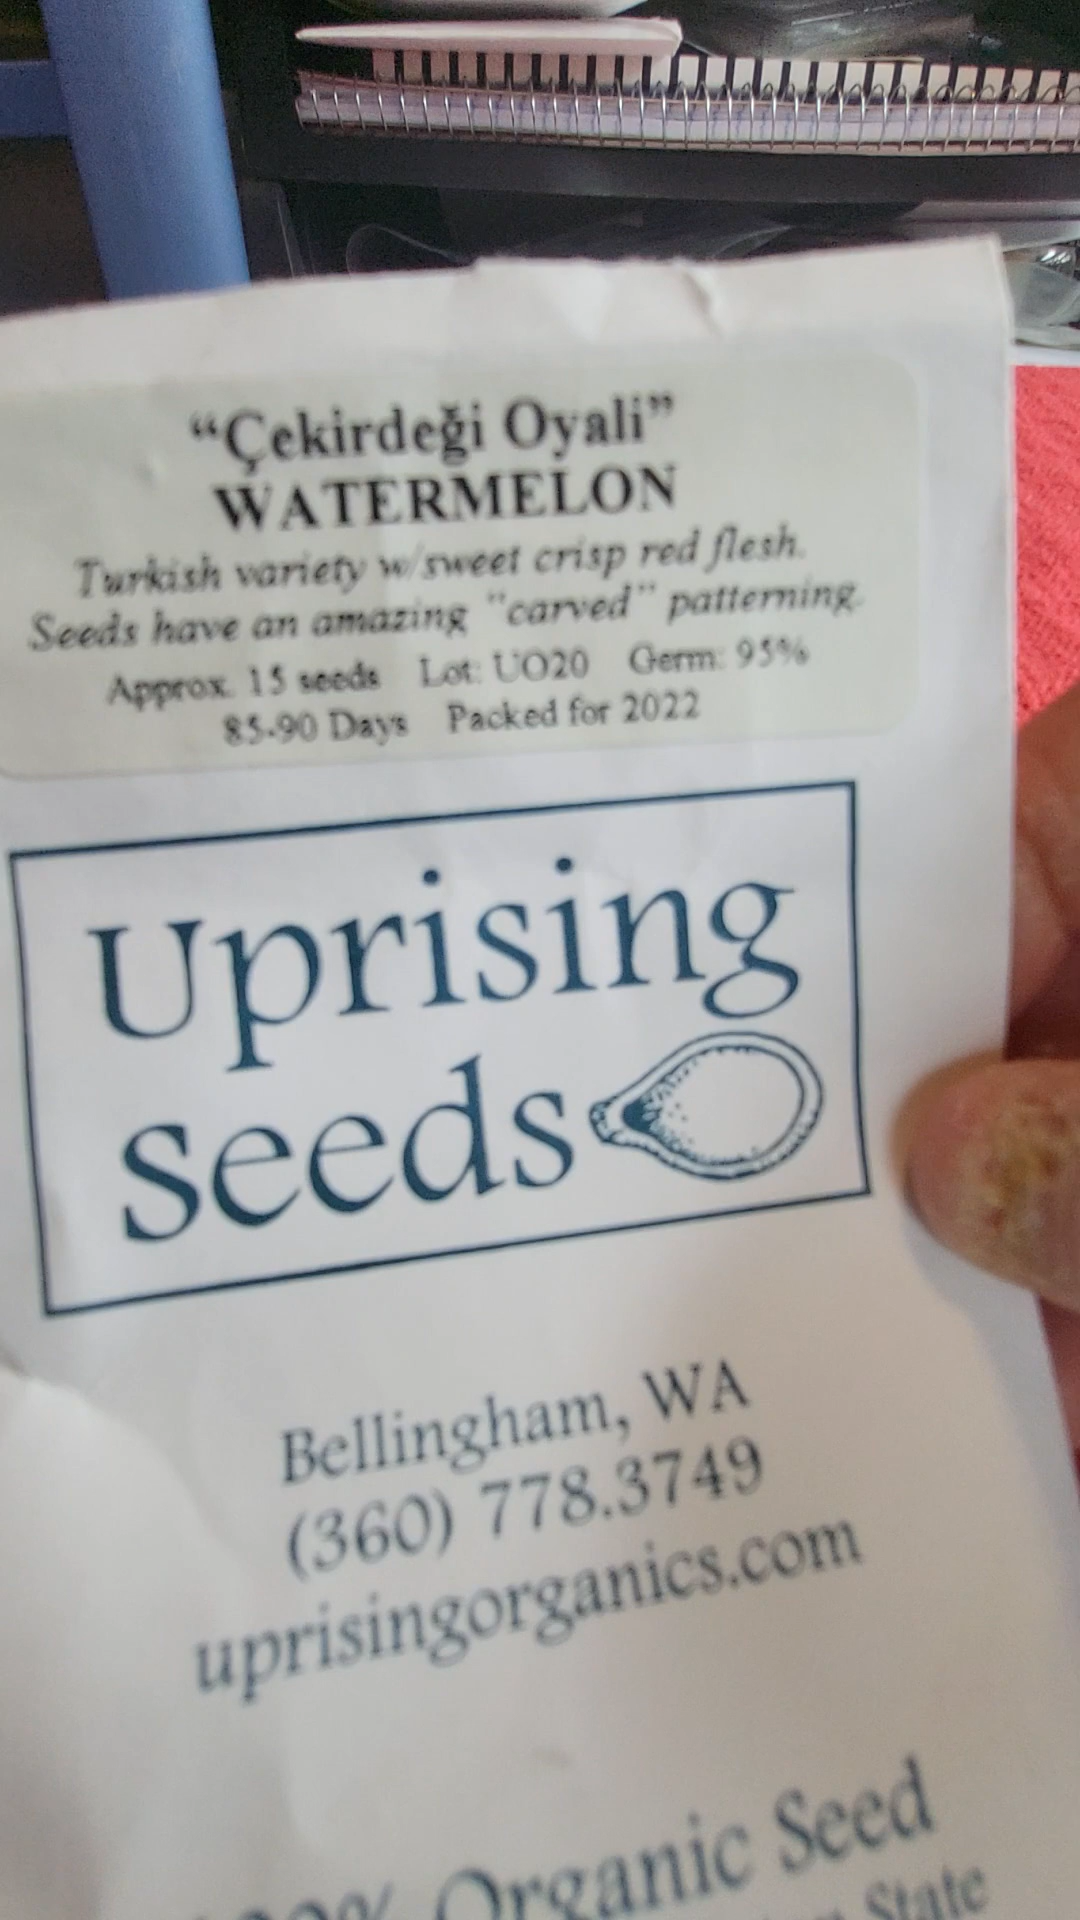 “Çekirdeği Oyali”
WATERMELON
Turkish variety w/sweet crisp red flesh.
Seeds have an amazing "carved" patterning.
Approx. 15 seeds Lot: UO20 Germ: 95%
85-90 Days Packed for 2022
Uprising
seeds
Bellingham, WA
(360) 778.3749
uprisingorganics.com
Organic Seed
State